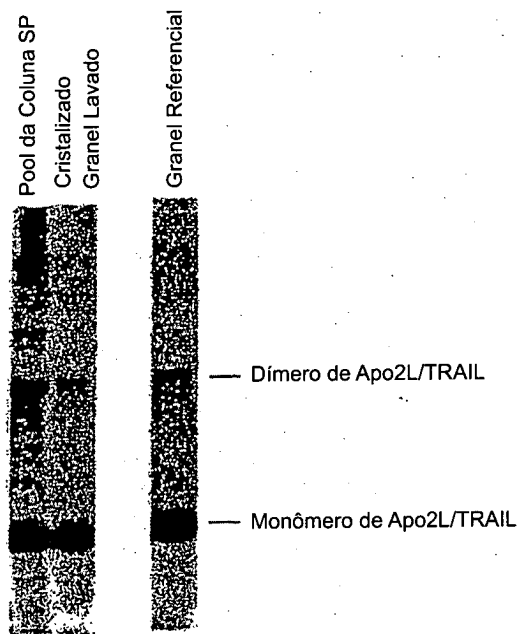 Pool da Coluna SP
Cristalizado
Granel Lavado
Granel Referencial
Dímero de Apo2L/TRAIL
Monômero de Apo2L/TRAIL